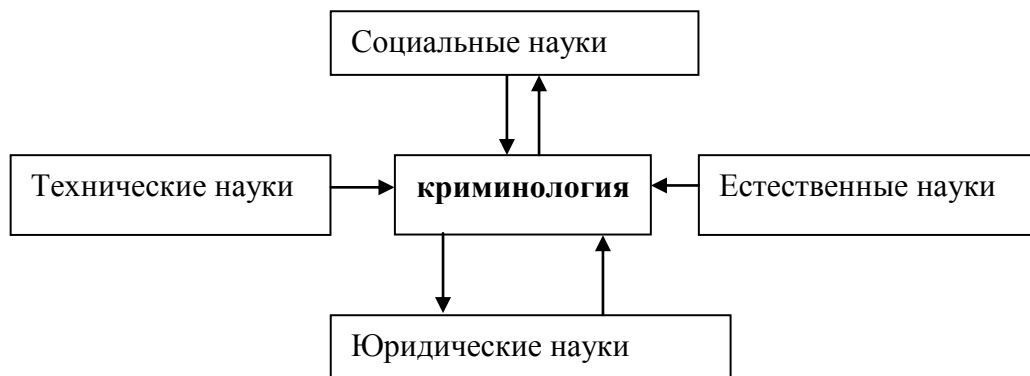 Социальные науки
Технические науки
криминология
Естественные науки
Юридические науки